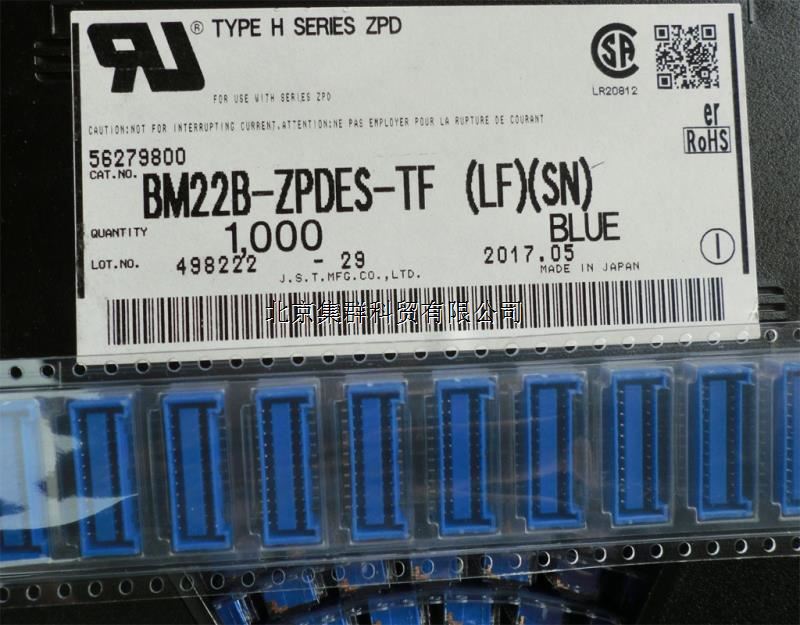 ® TYPE H SERIES ZPD
FOR USE WITH SERIES ZPD
LR20812
CAUTION:NOT FOR INTERRUPTING CURRENT.ATTENTION:NE PAS EMPLOYER POUR LA RUPTURE DE COURANT
er
RoHS
56279800
CAT.NO. BM22B-ZPDES-TF (LF)(SN)
QUANTITY 1,000 BLUE
LOT.NO. 498222 - 29 2017.05
J.S.T.MFG.CO.,LTD. MADE IN JAPAN
北京集群科贸有限公司